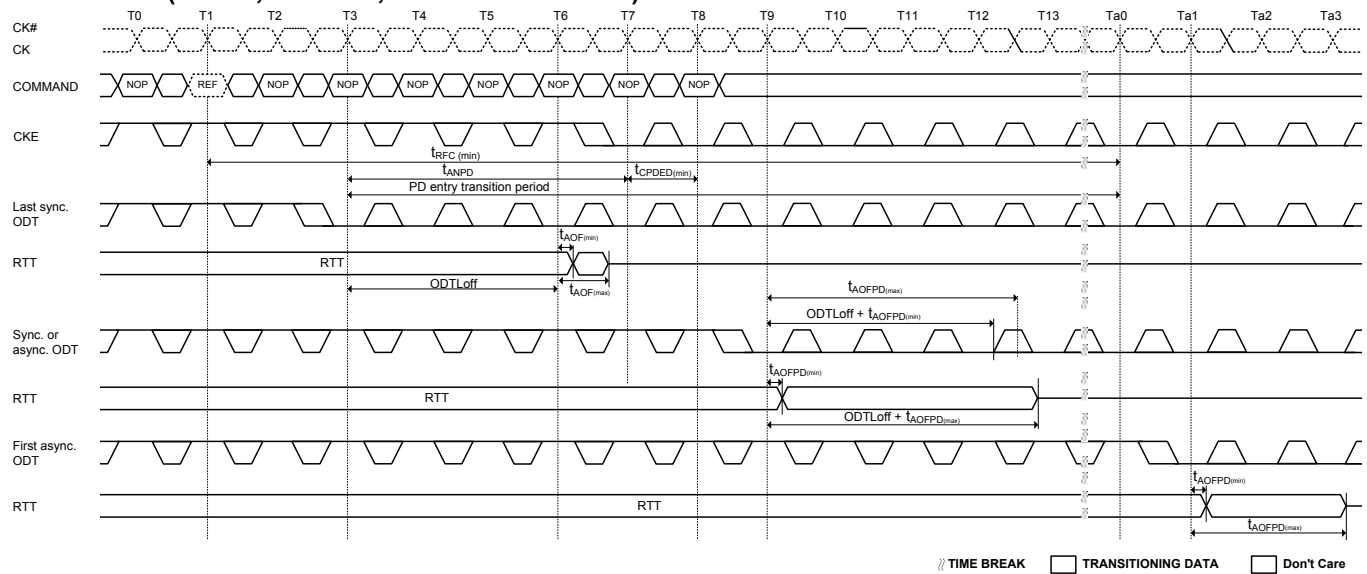 T0 T1 T2 T3 T4 T5 T6 T7 T8 T9 T10 T11 T12 T13 Ta0 Ta1 Ta2 Ta3
CK#
CK
COMMAND NOP REF NOP NOP NOP NOP NOP NOP NOP
CKE
tRFC (min)
tANPD tCPDED(min)
PD entry transition period
Last sync.
ODT
tAOF(min)
RTT RTT
ODTLoff tAOF(max)
tAOFPD(max)
ODTLoff + tAOFPD(min)
Sync. or
async. ODT
tAOFPD(min)
RTT RTT
ODTLoff + tAOFPD(max)
First async.
ODT
tAOFPD(min)
RTT RTT
tAOFPD(max)
TIME BREAK TRANSITIONING DATA Don't Care